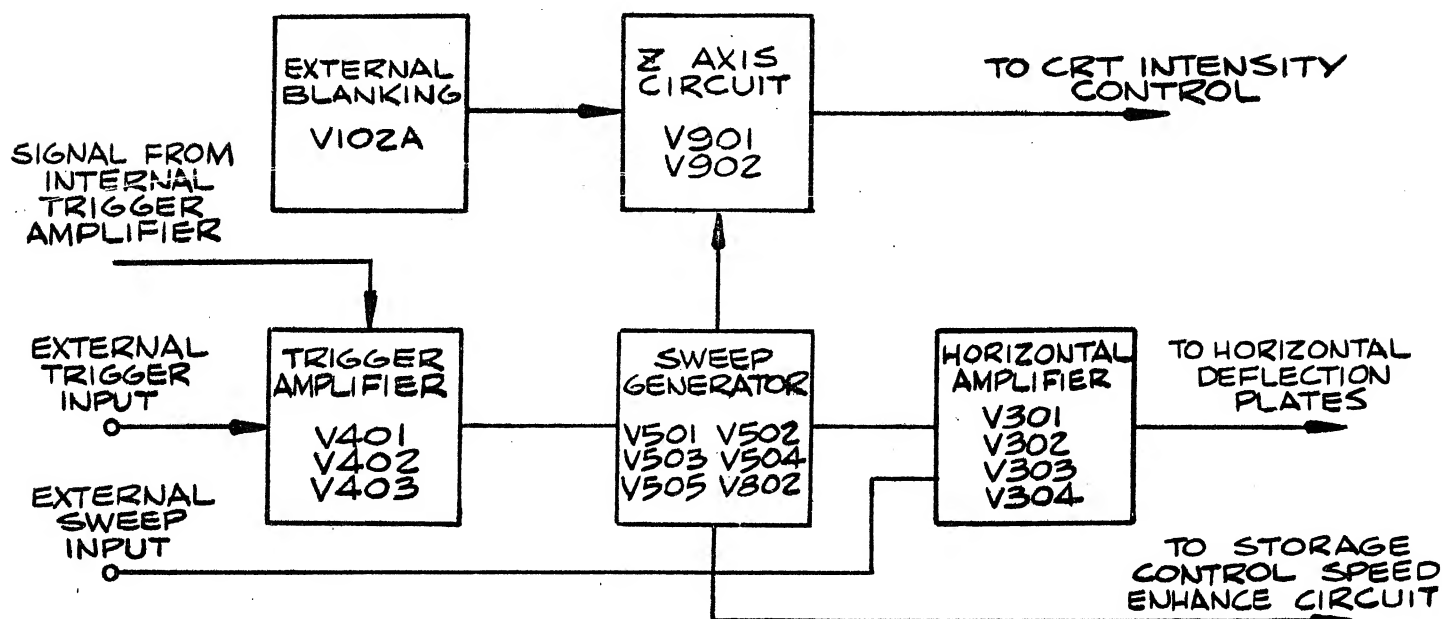 EXTERNAL
BLANKING
V102A
Z AXIS
CIRCUIT
V901
V902
TO CRT INTENSITY
CONTROL
SIGNAL FROM
INTERNAL
TRIGGER
AMPLIFIER
EXTERNAL
TRIGGER
INPUT
TRIGGER
AMPLIFIER
V401
V402
V403
SWEEP
GENERATOR
V501 V502
V503 V504
V505 V802
HORIZONTAL
AMPLIFIER
V301
V302
V303
V304
TO HORIZONTAL
DEFLECTION
PLATES
EXTERNAL
SWEEP
INPUT
TO STORAGE
CONTROL SPEED
ENHANCE CIRCUIT